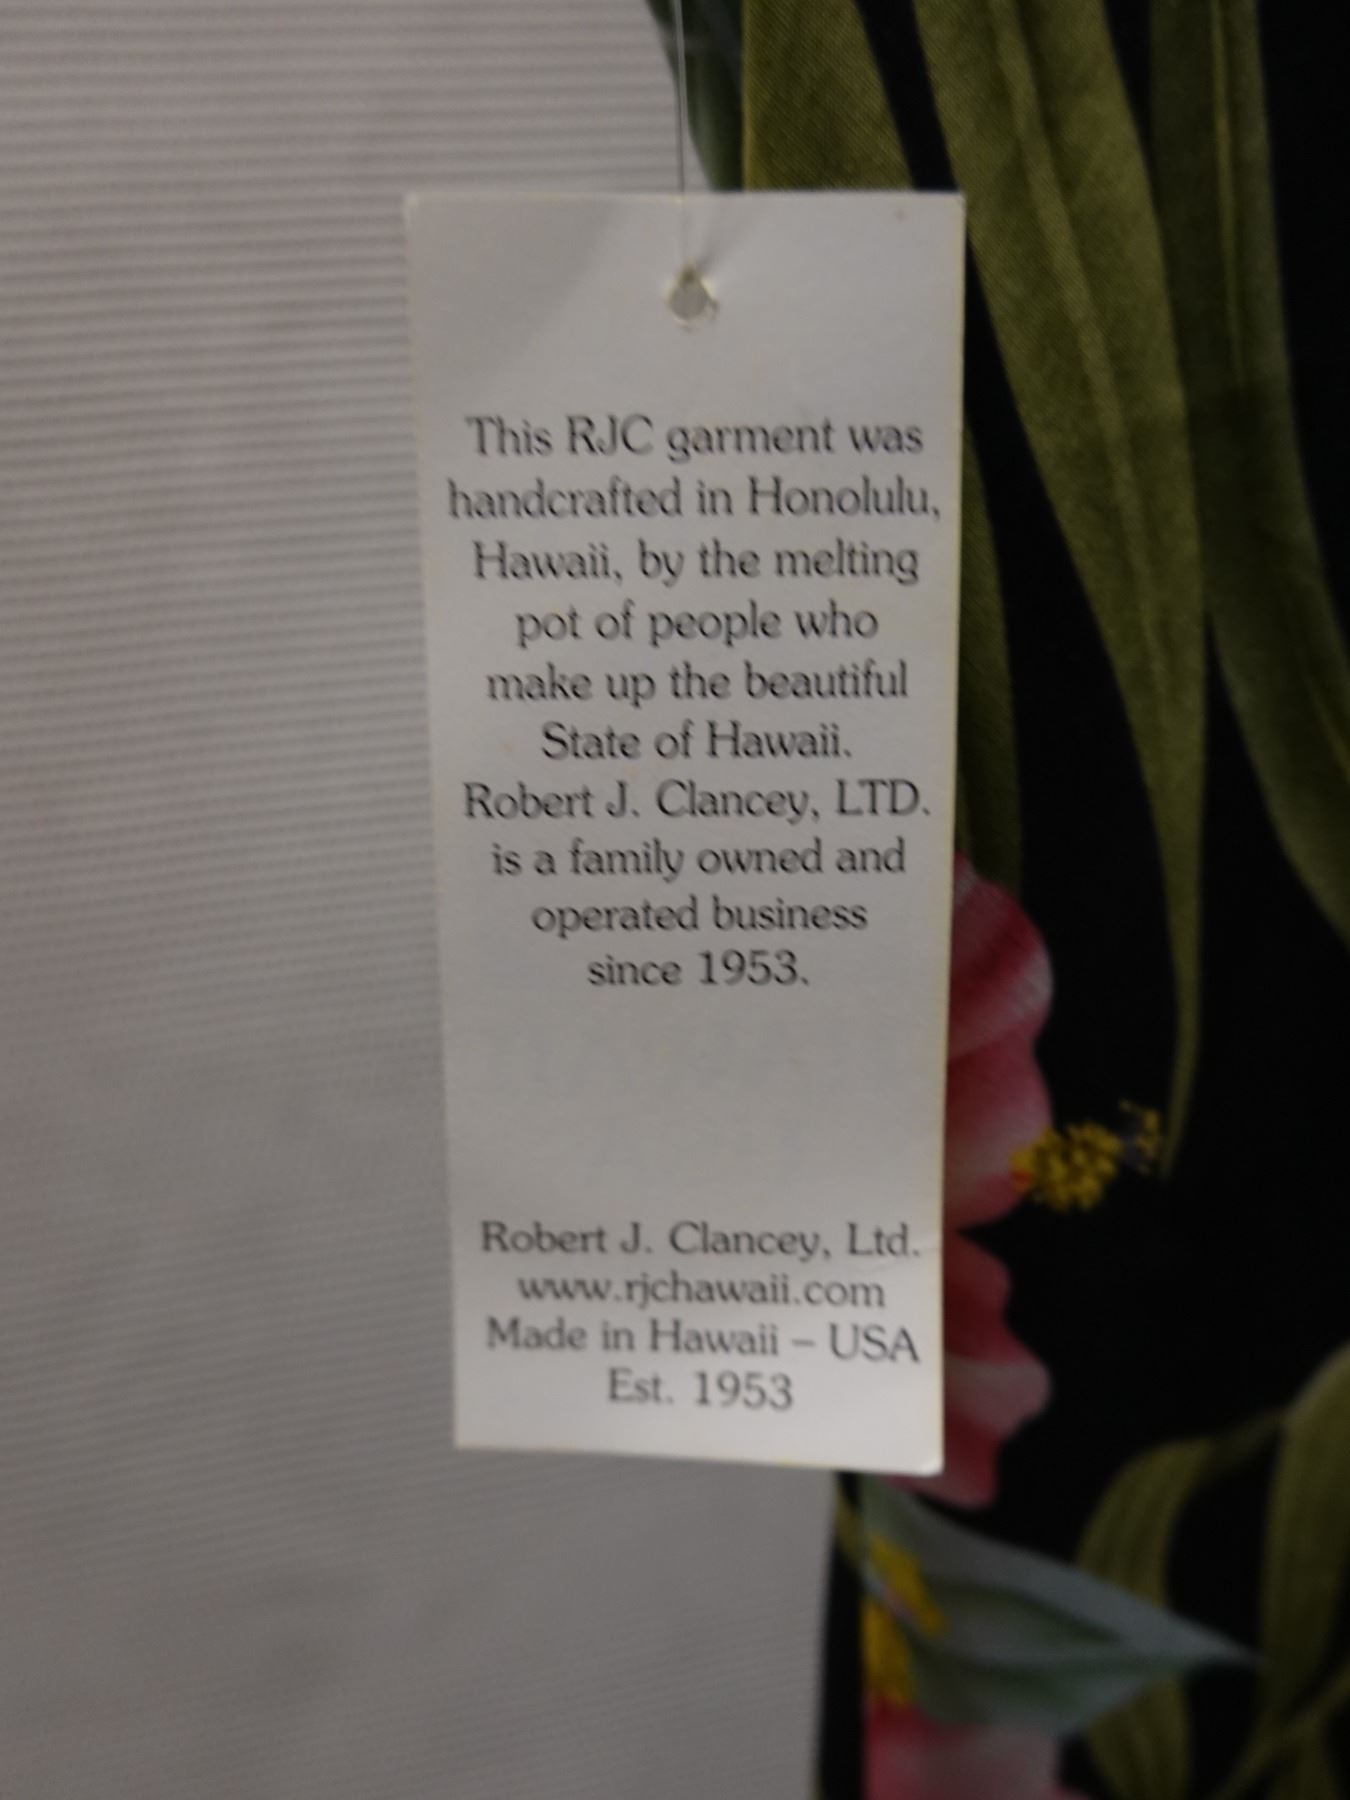 This RJC garment was
handcrafted in Honolulu,
Hawaii, by the melting
pot of people who
make up the beautiful
State of Hawaii.
Robert J. Clancey, LTD.
is a family owned and
operated business
since 1953.
Robert J. Clancey, Ltd.
www.rjchawaii.com
Made in Hawaii – USA
Est. 1953